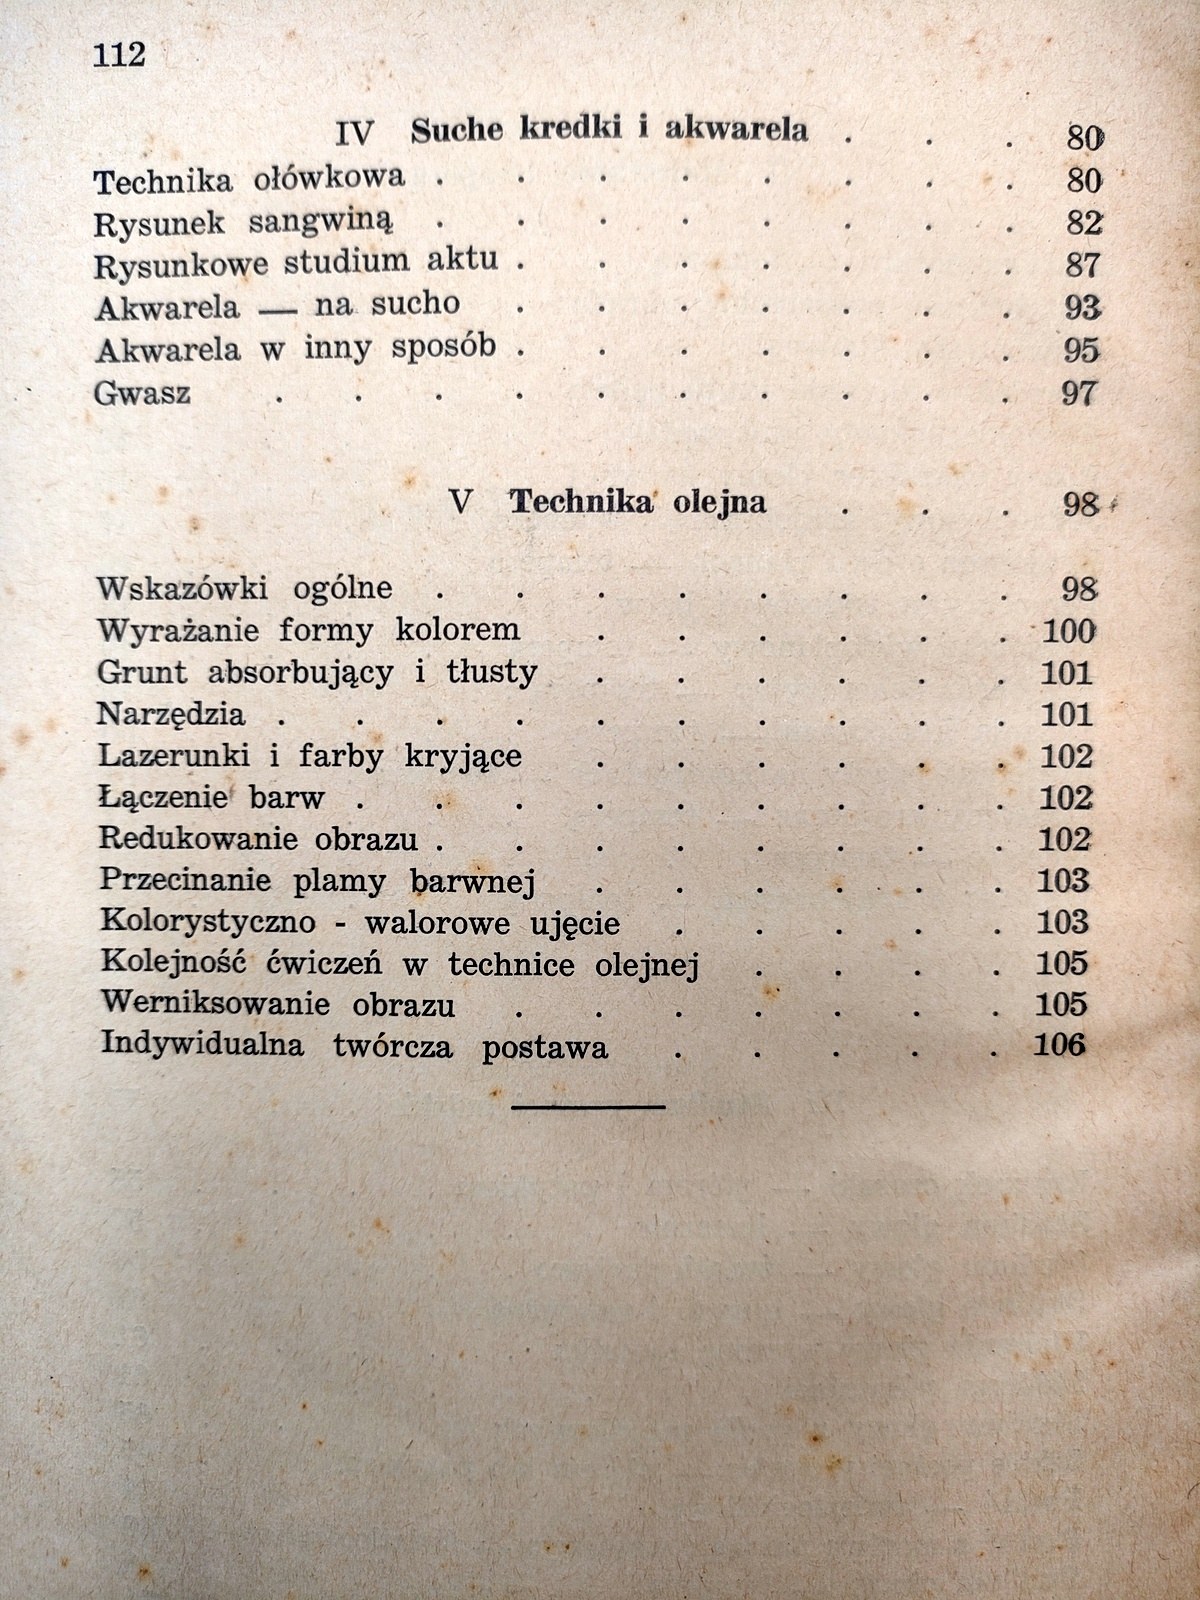 112
IV Suche kredki i akwarela . . . 80
Technika ołówkowa . . . . . . . . 80
Rysunek sangwiną . . . . . . . . 82
Rysunkowe studium aktu . . . . . . . 87
Akwarela — na sucho . . . . . . . 93
Akwarela w inny sposób . . . . . . . 95
Gwasz . . . . . . . . . . 97
V Technika olejna . . . 98
Wskazówki ogólne . . . . . . . . 98
Wyrażanie formy kolorem . . . . . . 100
Grunt absorbujący i tłusty . . . . . . 101
Narzędzia . . . . . . . . . . 101
Lazerunki i farby kryjące . . . . . . 102
Łączenie barw . . . . . . . . . 102
Redukowanie obrazu . . . . . . . . 102
Przecinanie plamy barwnej . . . . . . 103
Kolorystyczno - walorowe ujęcie . . . . . 103
Kolejność ćwiczeń w technice olejnej . . . . 105
Werniksowanie obrazu . . . . . . . 105
Indywidualna twórcza postawa . . . . . 106